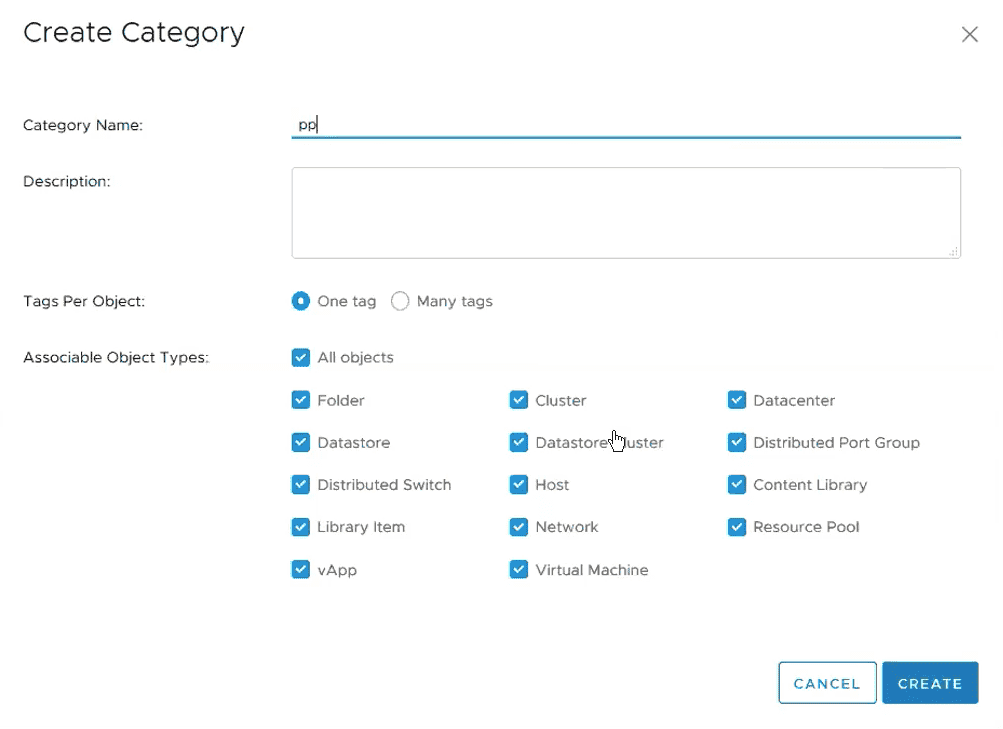 Create Category
Category Name: pp
Description:
Tags Per Object: One tag Many tags
Associable Object Types: All objects
Folder Cluster Datacenter
Datastore Datastore Cluster Distributed Port Group
Distributed Switch Host Content Library
Library Item Network Resource Pool
vApp Virtual Machine
CANCEL CREATE